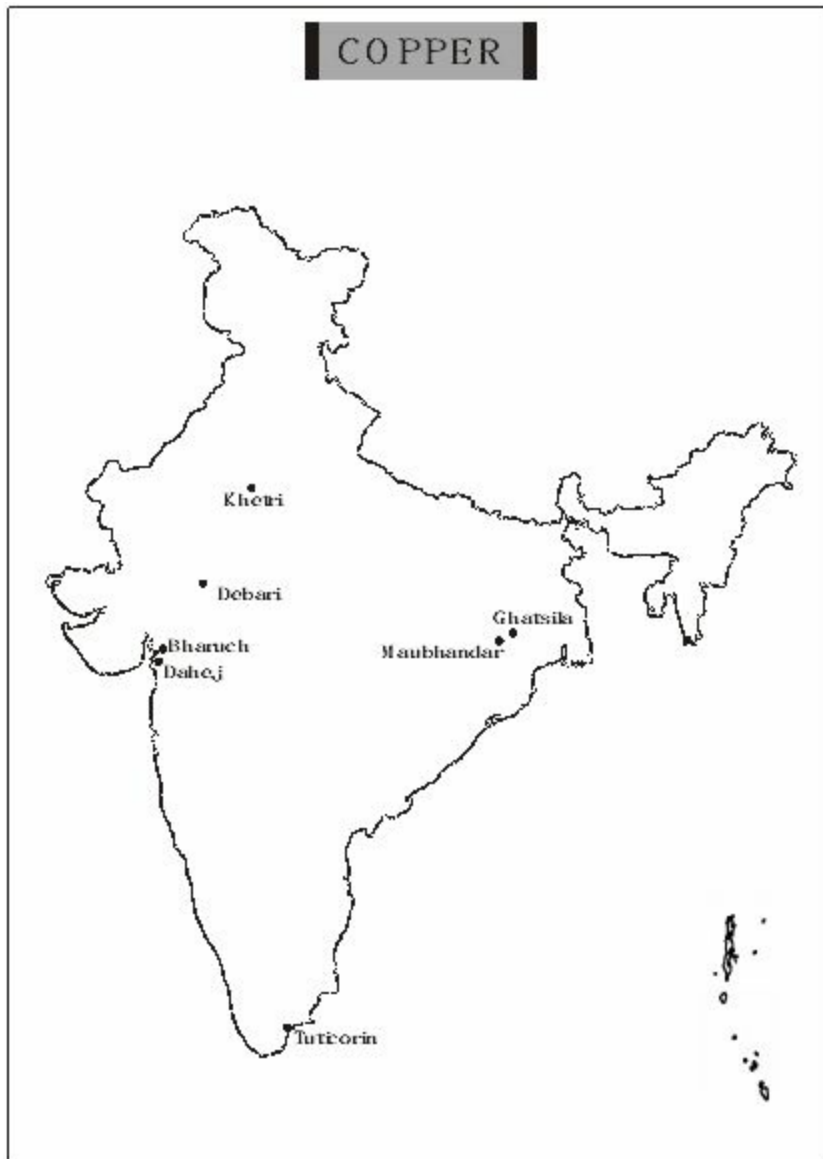 COPPER
Khetri
Debari
Ghatsila
Maubhandar
Bharuch
Dahej
Tuticorin